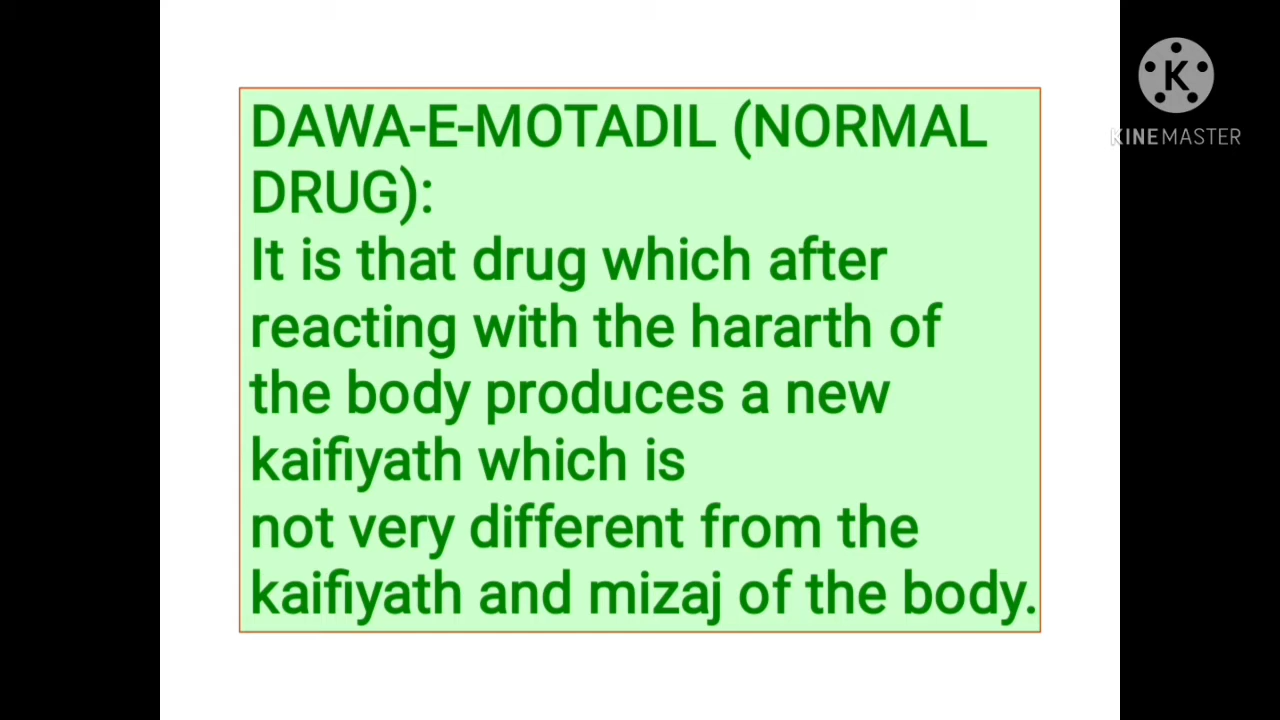 DAWA-E-MOTADIL (NORMAL
DRUG):
It is that drug which after
reacting with the hararth of
the body produces a new
kaifiyath which is
not very different from the
kaifiyath and mizaj of the body.
K
KINEMASTER